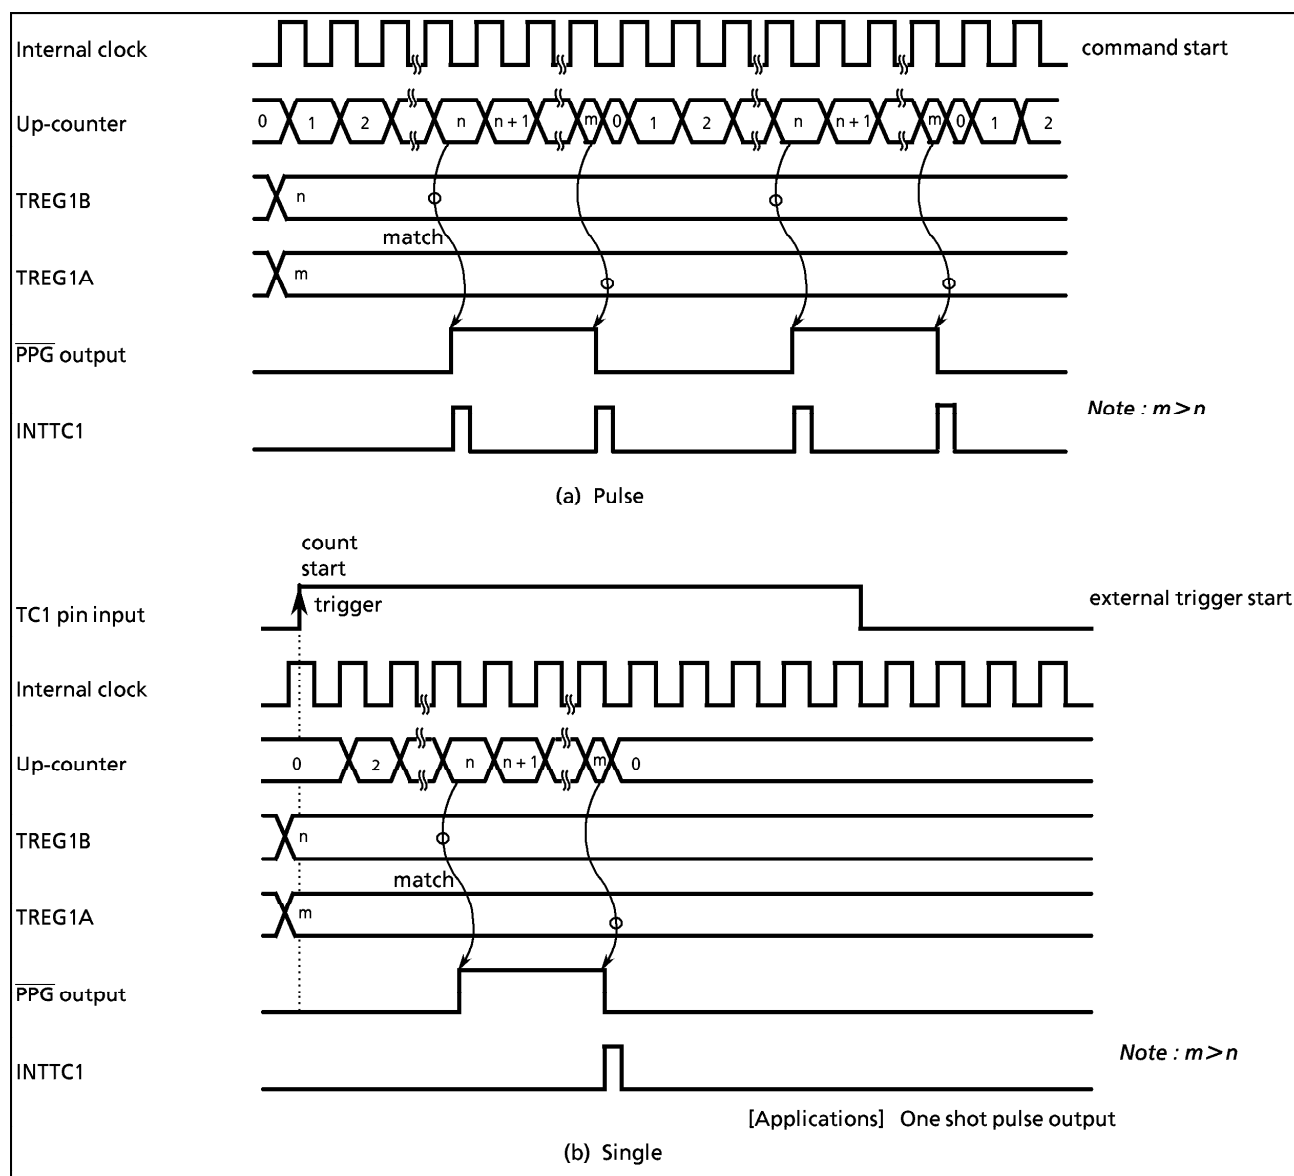 Internal clock
command start
Up-counter 0 1 2 n n + 1 m 0 1 2 n n + 1 m 0 1 2
TREG1B n
match
TREG1A m
PPG output
INTTC1
Note : m>n
(a) Pulse
count
start
trigger
TC1 pin input
external trigger start
Internal clock
Up-counter 0 2 n n + 1 m 0
TREG1B n
match
TREG1A m
PPG output
INTTC1
Note : m>n
[Applications] One shot pulse output
(b) Single